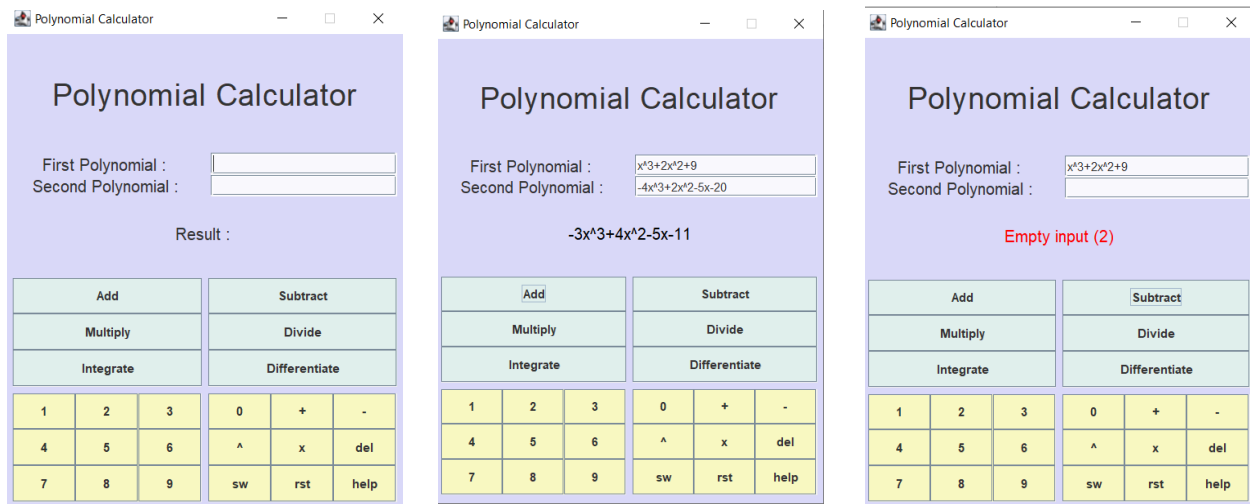 Polynomial Calculator
Polynomial Calculator
First Polynomial :
Second Polynomial :
Result :
Add Subtract
Multiply Divide
Integrate Differentiate
1 2 3 0 + -
4 5 6 ^ x del
7 8 9 sw rst help
Polynomial Calculator
Polynomial Calculator
First Polynomial : x^3+2x^2+9
Second Polynomial : -4x^3+2x^2-5x-20
-3x^3+4x^2-5x-11
Add Subtract
Multiply Divide
Integrate Differentiate
1 2 3 0 + -
4 5 6 ^ x del
7 8 9 sw rst help
Polynomial Calculator
Polynomial Calculator
First Polynomial : x^3+2x^2+9
Second Polynomial :
Empty input (2)
Add Subtract
Multiply Divide
Integrate Differentiate
1 2 3 0 + -
4 5 6 ^ x del
7 8 9 sw rst help